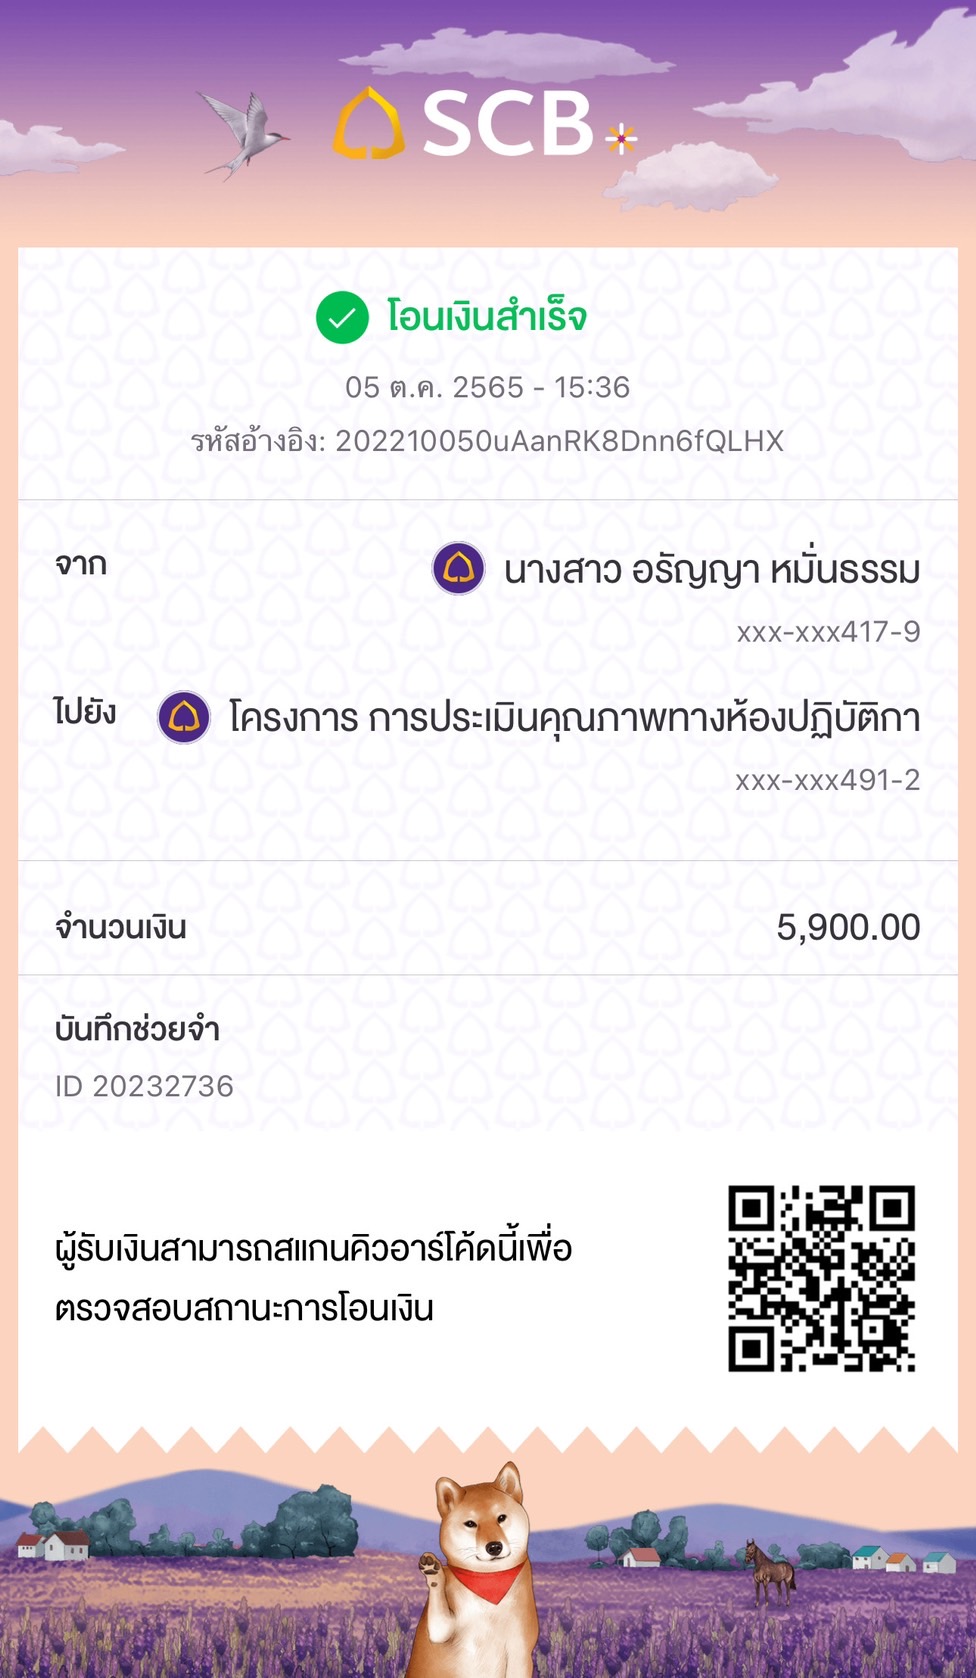 SCB
โอนเงินสำเร็จ
05 ต.ค. 2565 - 15:36
รหัสอ้างอิง: 202210050uAanRK8Dnn6fQLHX
จาก
นางสาว อรัญญา หมั่นธรรม
xxx-xxx417-9
ไปยัง
โครงการ การประเมินคุณภาพทางห้องปฏิบัติกา
xxx-xxx491-2
จำนวนเงิน
5,900.00
บันทึกช่วยจำ
ID 20232736
ผู้รับเงินสามารถสแกนคิวอาร์โค้ดนี้เพื่อ
ตรวจสอบสถานะการโอนเงิน